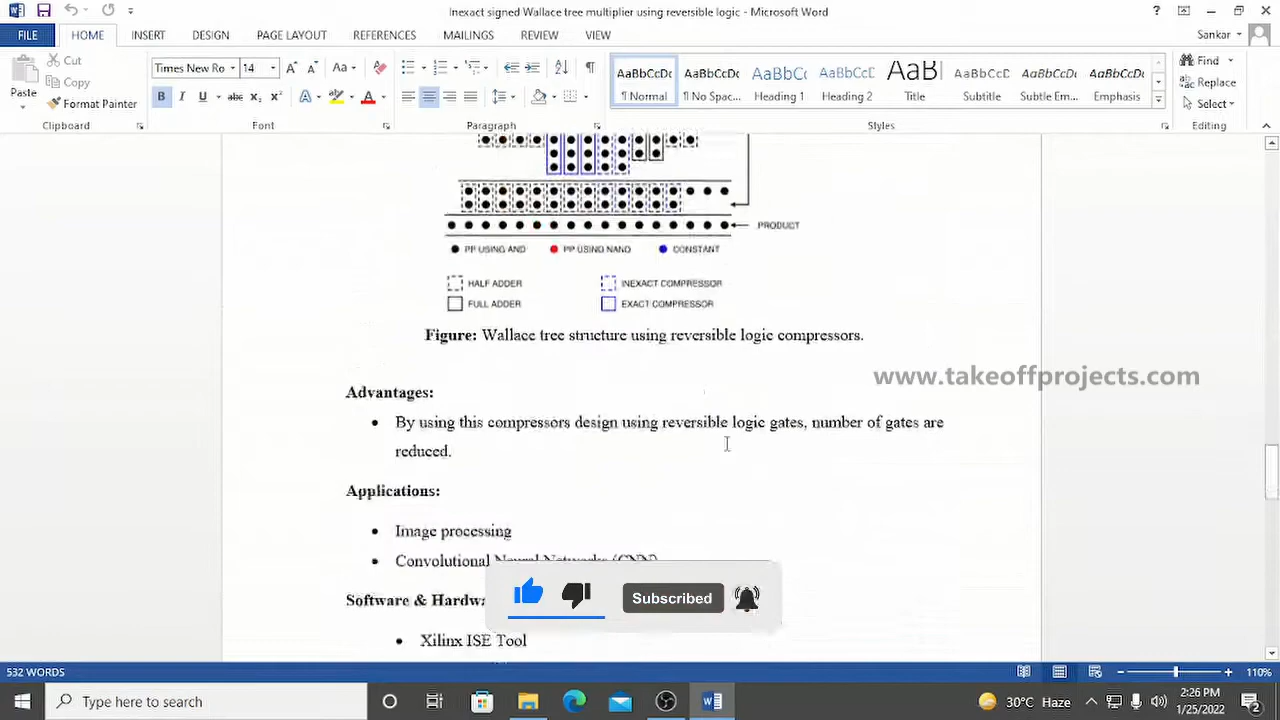 Inexact signed Wallace tree multiplier using reversible logic - Microsoft Word
FILE HOME INSERT DESIGN PAGE LAYOUT REFERENCES MAILINGS REVIEW VIEW Sankar
Cut
Copy
Format Painter
Paste
Times New Ro 14
AaBbCcDc AaBbCcDc AaBbCc AaBbCcC AaBl AaBbCcD AaBbCcDc AaBbCcDc
¶ Normal ¶ No Spac... Heading 1 Heading 2 Title Subtitle Subtle Em... Emphasis
Find
Replace
Select
Clipboard Font Paragraph Styles Editing
PRODUCT
PP USING AND PP USING NAND CONSTANT
HALF ADDER INEXACT COMPRESSOR
FULL ADDER EXACT COMPRESSOR
Figure: Wallace tree structure using reversible logic compressors.
www.takeoffprojects.com
Advantages:
• By using this compressors design using reversible logic gates, number of gates are
reduced.
Applications:
• Image processing
• Convolutional Neural Networks (CNN)
Software & Hardw
Subscribed
• Xilinx ISE Tool
532 WORDS 110%
Type here to search
30°C Haze
2:26 PM
1/25/2022